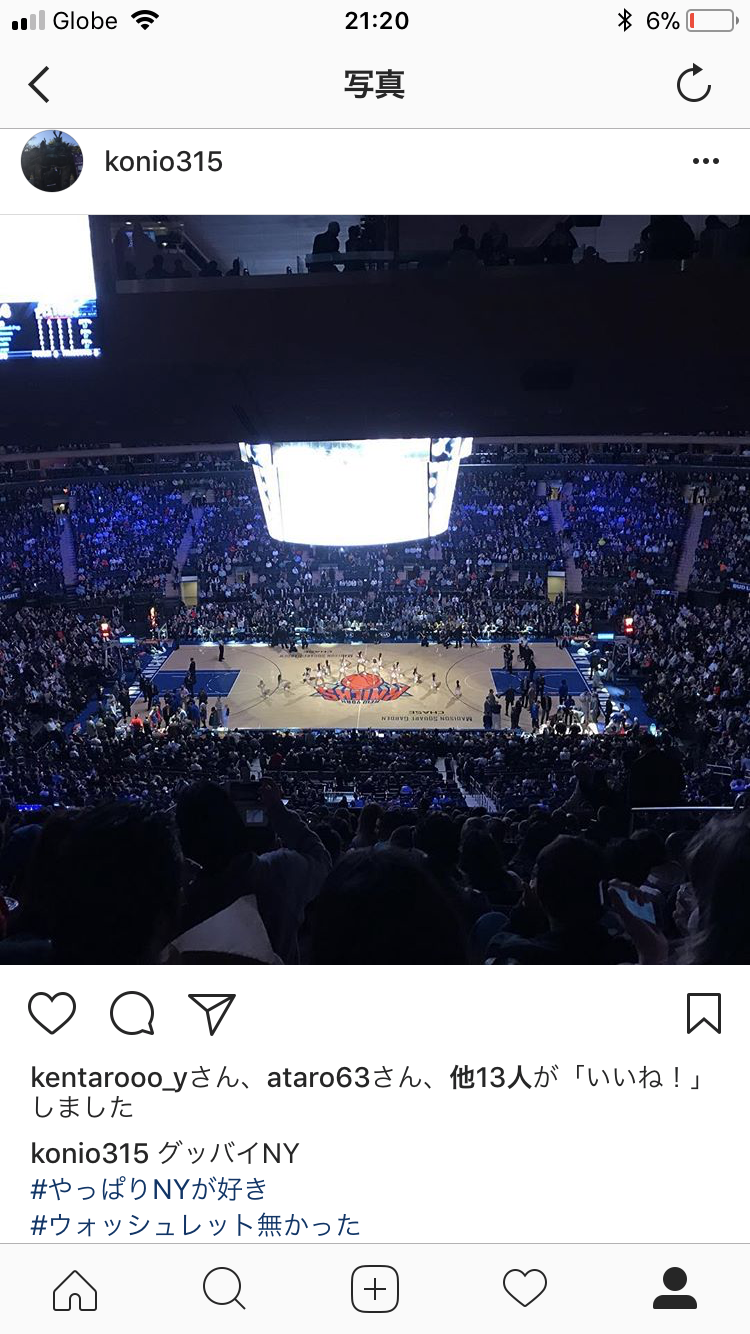 Globe 21:20 6%
写真
konio315
MADISON SQUARE GARDEN
CHASE
NEW YORK
KNICKS
kentarooo_yさん、ataro63さん、他13人が「いいね！」
しました
konio315 グッバイNY
#やっぱりNYが好き
#ウォッシュレット無かった